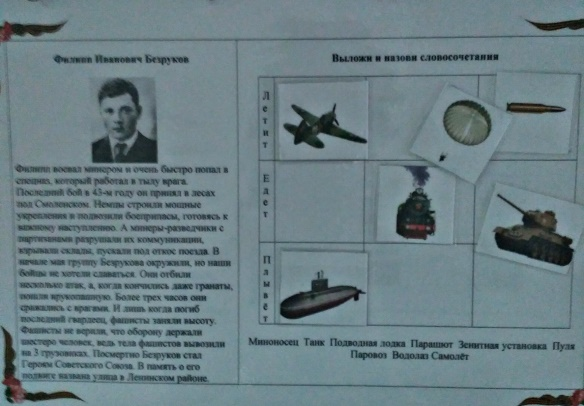 Филипп Иванович Безруков
Филипп воевал минером и очень быстро попал в
спецназ, который работал в тылу врага.
Последний бой в 43-м году он принял в лесах
под Смоленском. Немцы строили мощные
укрепления и подвозили боеприпасы, готовясь к
важному наступлению. А минеры-разведчики с
партизанами разрушали их коммуникации,
взрывали склады, пускали под откос поезда. В
начале мая группу Безрукова окружили, но наши
бойцы не хотели сдаваться. Они отбили
несколько атак, а, когда кончились даже гранаты,
пошли врукопашную. Более трех часов они
сражались с врагами. И лишь когда погиб
последний гвардеец, фашисты заняли высоту.
Фашисты не верили, что оборону держали
шестеро человек, ведь тела фашистов вывозили
на 3 грузовиках. Посмертно Безруков стал
Героям Советского Союза. В память о его
подвиге названа улица в Ленинском районе.
Выложи и назови словосочетания
Летит
Едет
Плывё
Миноносец Танк Подводная лодка Парашют Зенитная установка Пуля
Паровоз Водолаз Самолёт